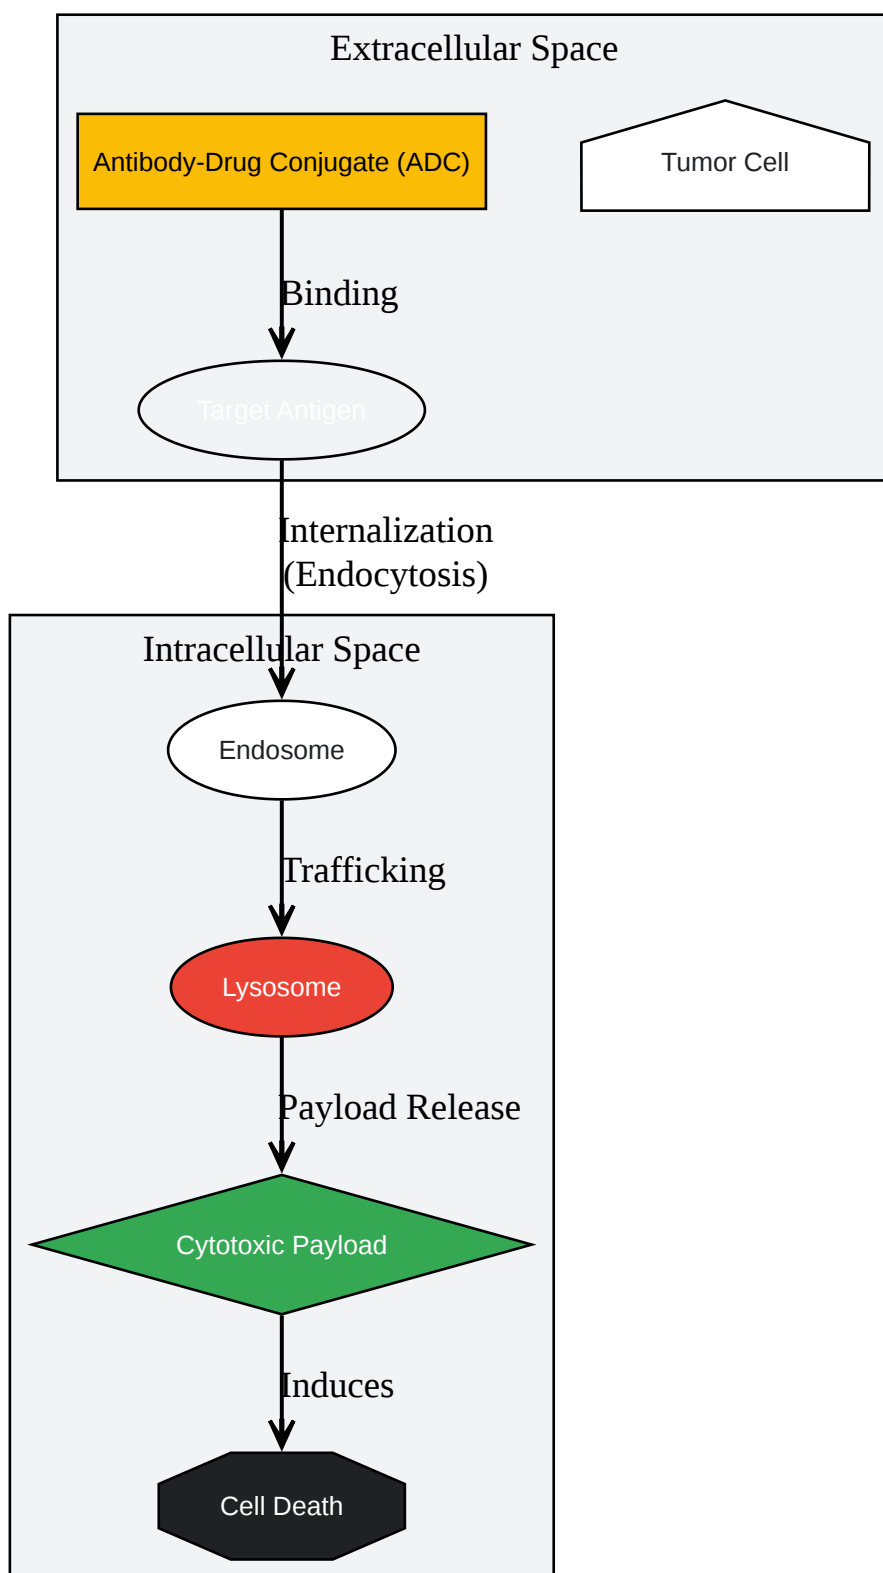 Extracellular Space
Antibody-Drug Conjugate (ADC)
Tumor Cell
Binding
Target Antigen
Internalization
(Endocytosis)
Intracellular Space
Endosome
Trafficking
Lysosome
Payload Release
Cytotoxic Payload
Induces
Cell Death